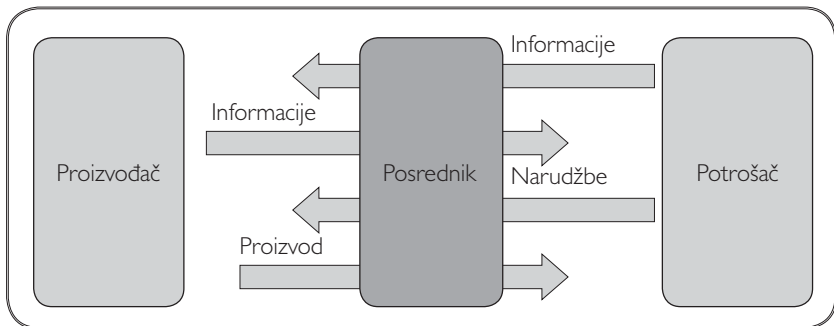 Informacije
Informacije
Proizvođač
Posrednik
Narudžbe
Potrošač
Proizvod